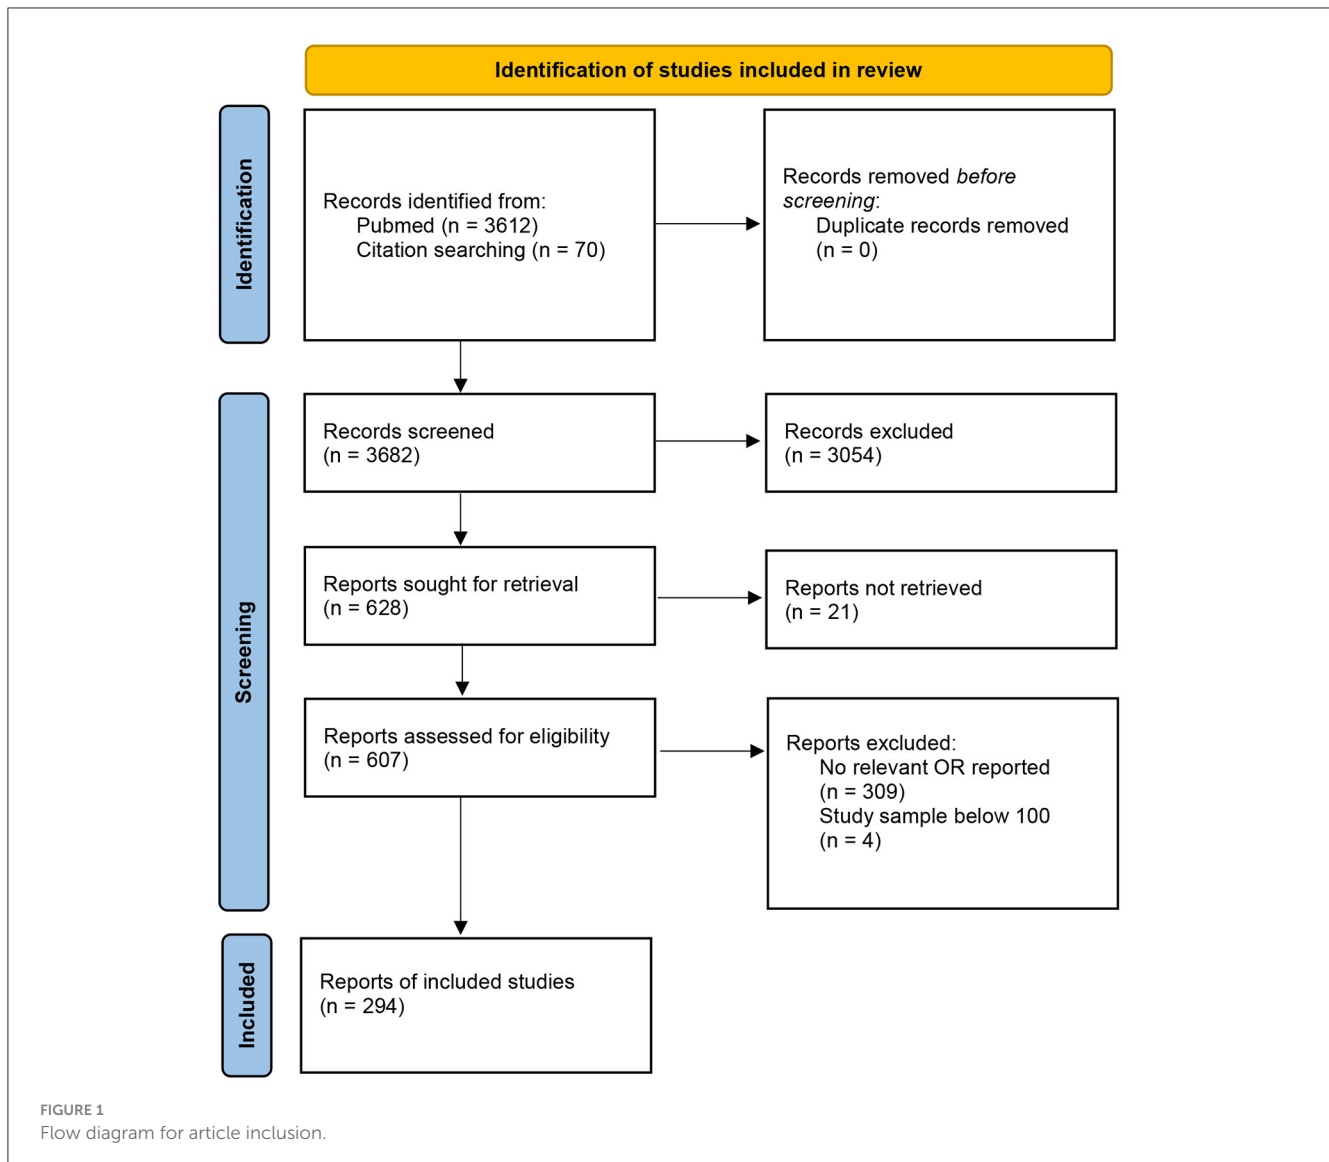 Identification of studies included in review
Identification
Records identified from:
Pubmed (n = 3612)
Citation searching (n = 70)
Records removed before
screening:
Duplicate records removed
(n = 0)
Screening
Records screened
(n = 3682)
Records excluded
(n = 3054)
Reports sought for retrieval
(n = 628)
Reports not retrieved
(n = 21)
Reports assessed for eligibility
(n = 607)
Reports excluded:
No relevant OR reported
(n = 309)
Study sample below 100
(n = 4)
Included
Reports of included studies
(n = 294)
FIGURE 1
Flow diagram for article inclusion.